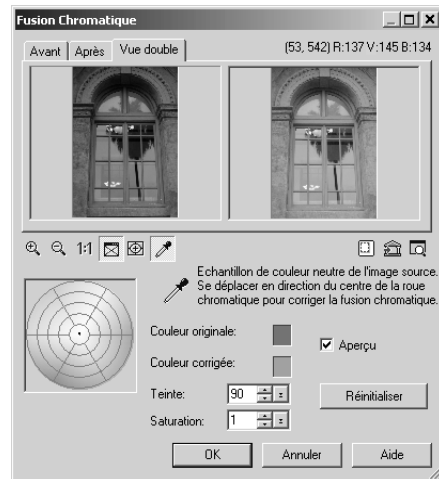 Fusion Chromatique
Avant Après Vue double (53, 542) R:137 V:145 B:134
1:1
Echantillon de couleur neutre de l'image source.
Se déplacer en direction du centre de la roue
chromatique pour corriger la fusion chromatique.
Couleur originale:
Aperçu
Couleur corrigée:
Teinte: 90 Réinitialiser
Saturation: 1
OK Annuler Aide